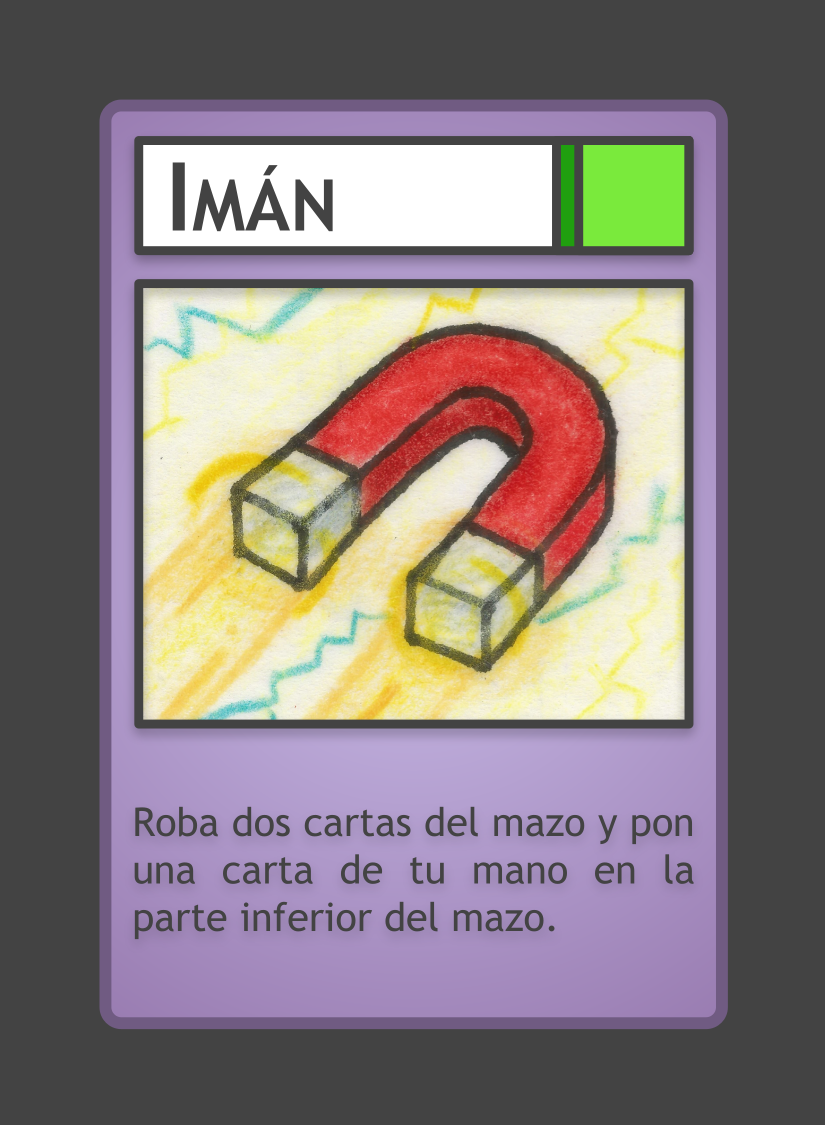 Imán
Roba dos cartas del mazo y pon
una carta de tu mano en la
parte inferior del mazo.